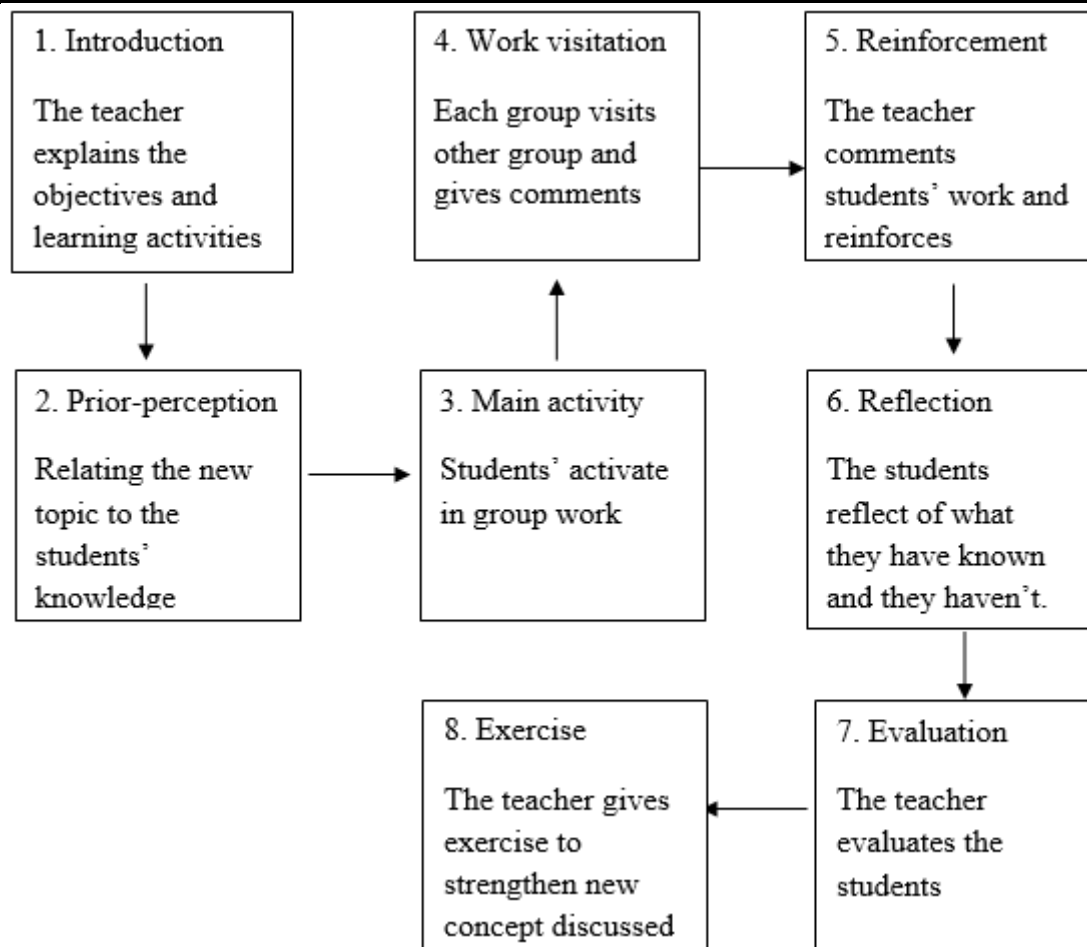 1. Introduction
The teacher
explains the
objectives and
learning activities
2. Prior-perception
Relating the new
topic to the
students’
knowledge
3. Main activity
Students’ activate
in group work
4. Work visitation
Each group visits
other group and
gives comments
5. Reinforcement
The teacher
comments
students’ work and
reinforces
6. Reflection
The students
reflect of what
they have known
and they haven’t.
7. Evaluation
The teacher
evaluates the
students
8. Exercise
The teacher gives
exercise to
strengthen new
concept discussed